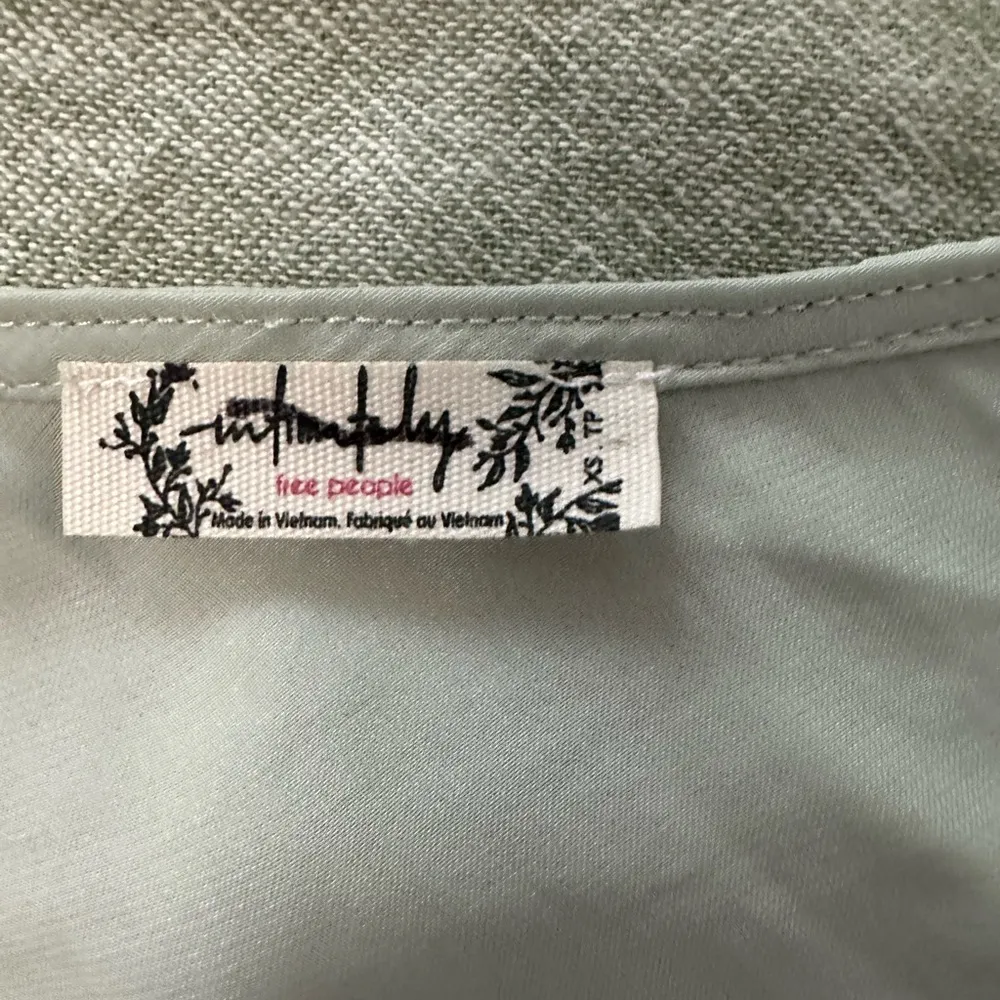 intimately
free people
Made in Vietnam. Fabriqué au Vietnam
XS. TP